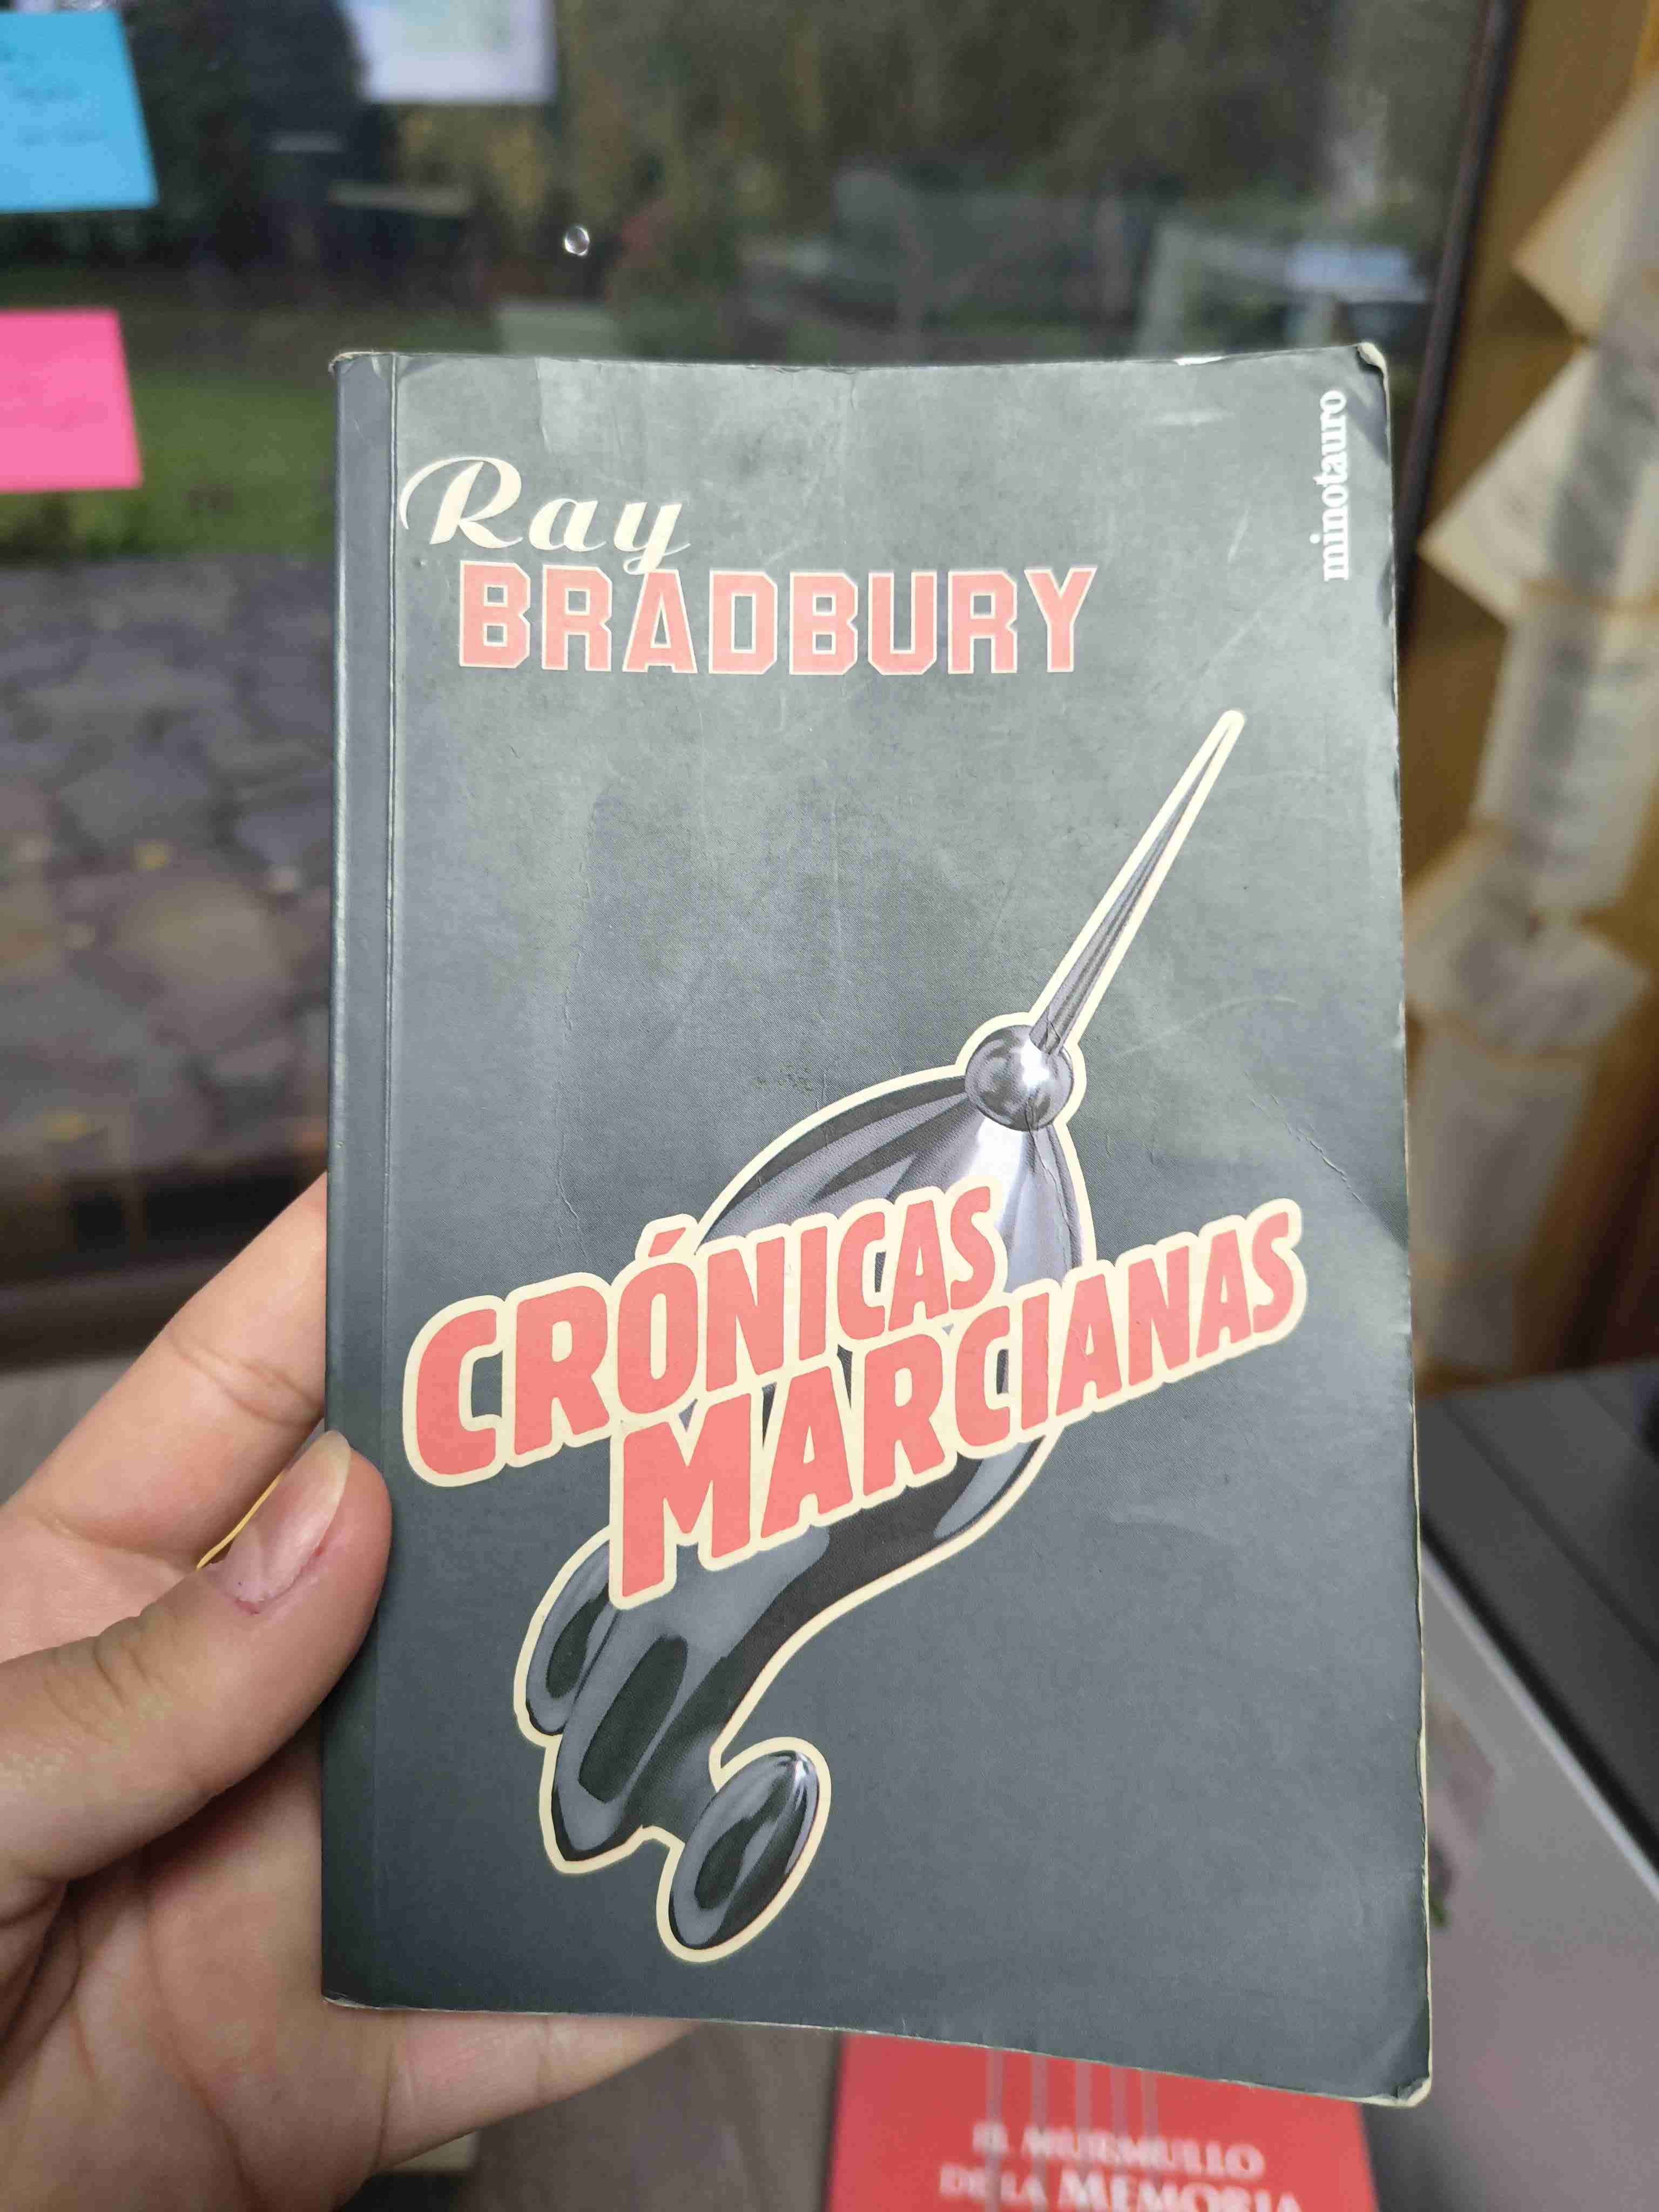 Ray
BRADBURY
minotauro
CRÓNICAS
MARCIANAS
EL MURMULLO
DE LA MEMORIA